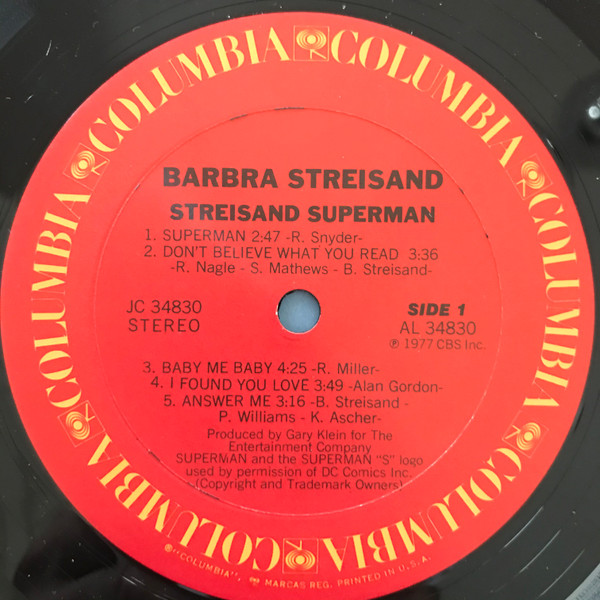 COLUMBIA COLUMBIA COLUMBIA COLUMBIA COLUMBIA COLUMBIA
BARBRA STREISAND
STREISAND SUPERMAN
1. SUPERMAN 2:47 -R. Snyder-
2. DON'T BELIEVE WHAT YOU READ 3:36
-R. Nagle - S. Mathews - B. Streisand-
JC 34830
STEREO
SIDE 1
AL 34830
℗ 1977 CBS Inc.
3. BABY ME BABY 4:25 -R. Miller-
4. I FOUND YOU LOVE 3:49 -Alan Gordon-
5. ANSWER ME 3:16 -B. Streisand -
P. Williams - K. Ascher-
Produced by Gary Klein for The
Entertainment Company
SUPERMAN and the SUPERMAN "S" logo
used by permission of DC Comics Inc.
(Copyright and Trademark Owners)
®"COLUMBIA", MARCAS REG. PRINTED IN U.S.A.